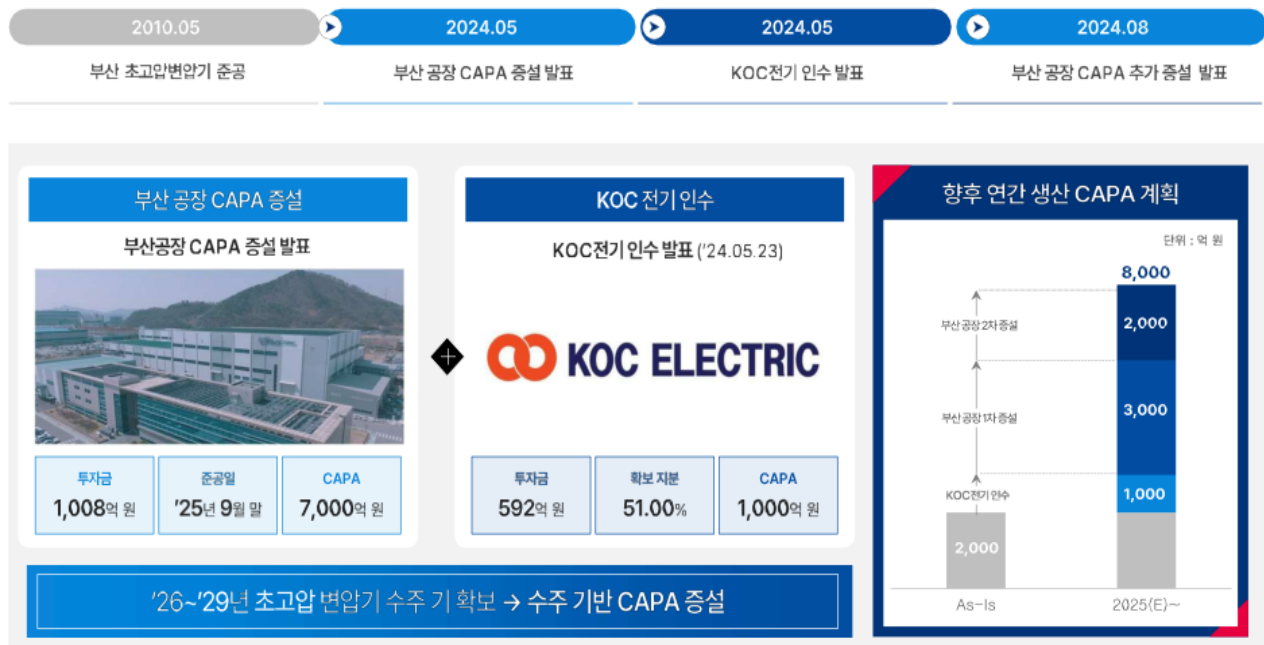 2010.05
2024.05
2024.05
2024.08
부산 초고압변압기 준공
부산 공장 CAPA 증설 발표
KOC전기 인수 발표
부산 공장 CAPA 추가 증설 발표
부산 공장 CAPA 증설
부산공장 CAPA 증설 발표
투자금
1,008억 원
준공일
'25년 9월 말
CAPA
7,000억 원
KOC 전기 인수
KOC전기 인수 발표 ('24.05.23)
KOC ELECTRIC
투자금
592억 원
확보 지분
51.00%
CAPA
1,000억 원
'26~'29년 초고압 변압기 수주 기 확보 → 수주 기반 CAPA 증설
향후 연간 생산 CAPA 계획
단위 : 억 원
8,000
부산공장 2차 증설
2,000
부산공장 1차 증설
3,000
KOC전기 인수
1,000
2,000
As-Is
2025(E)~